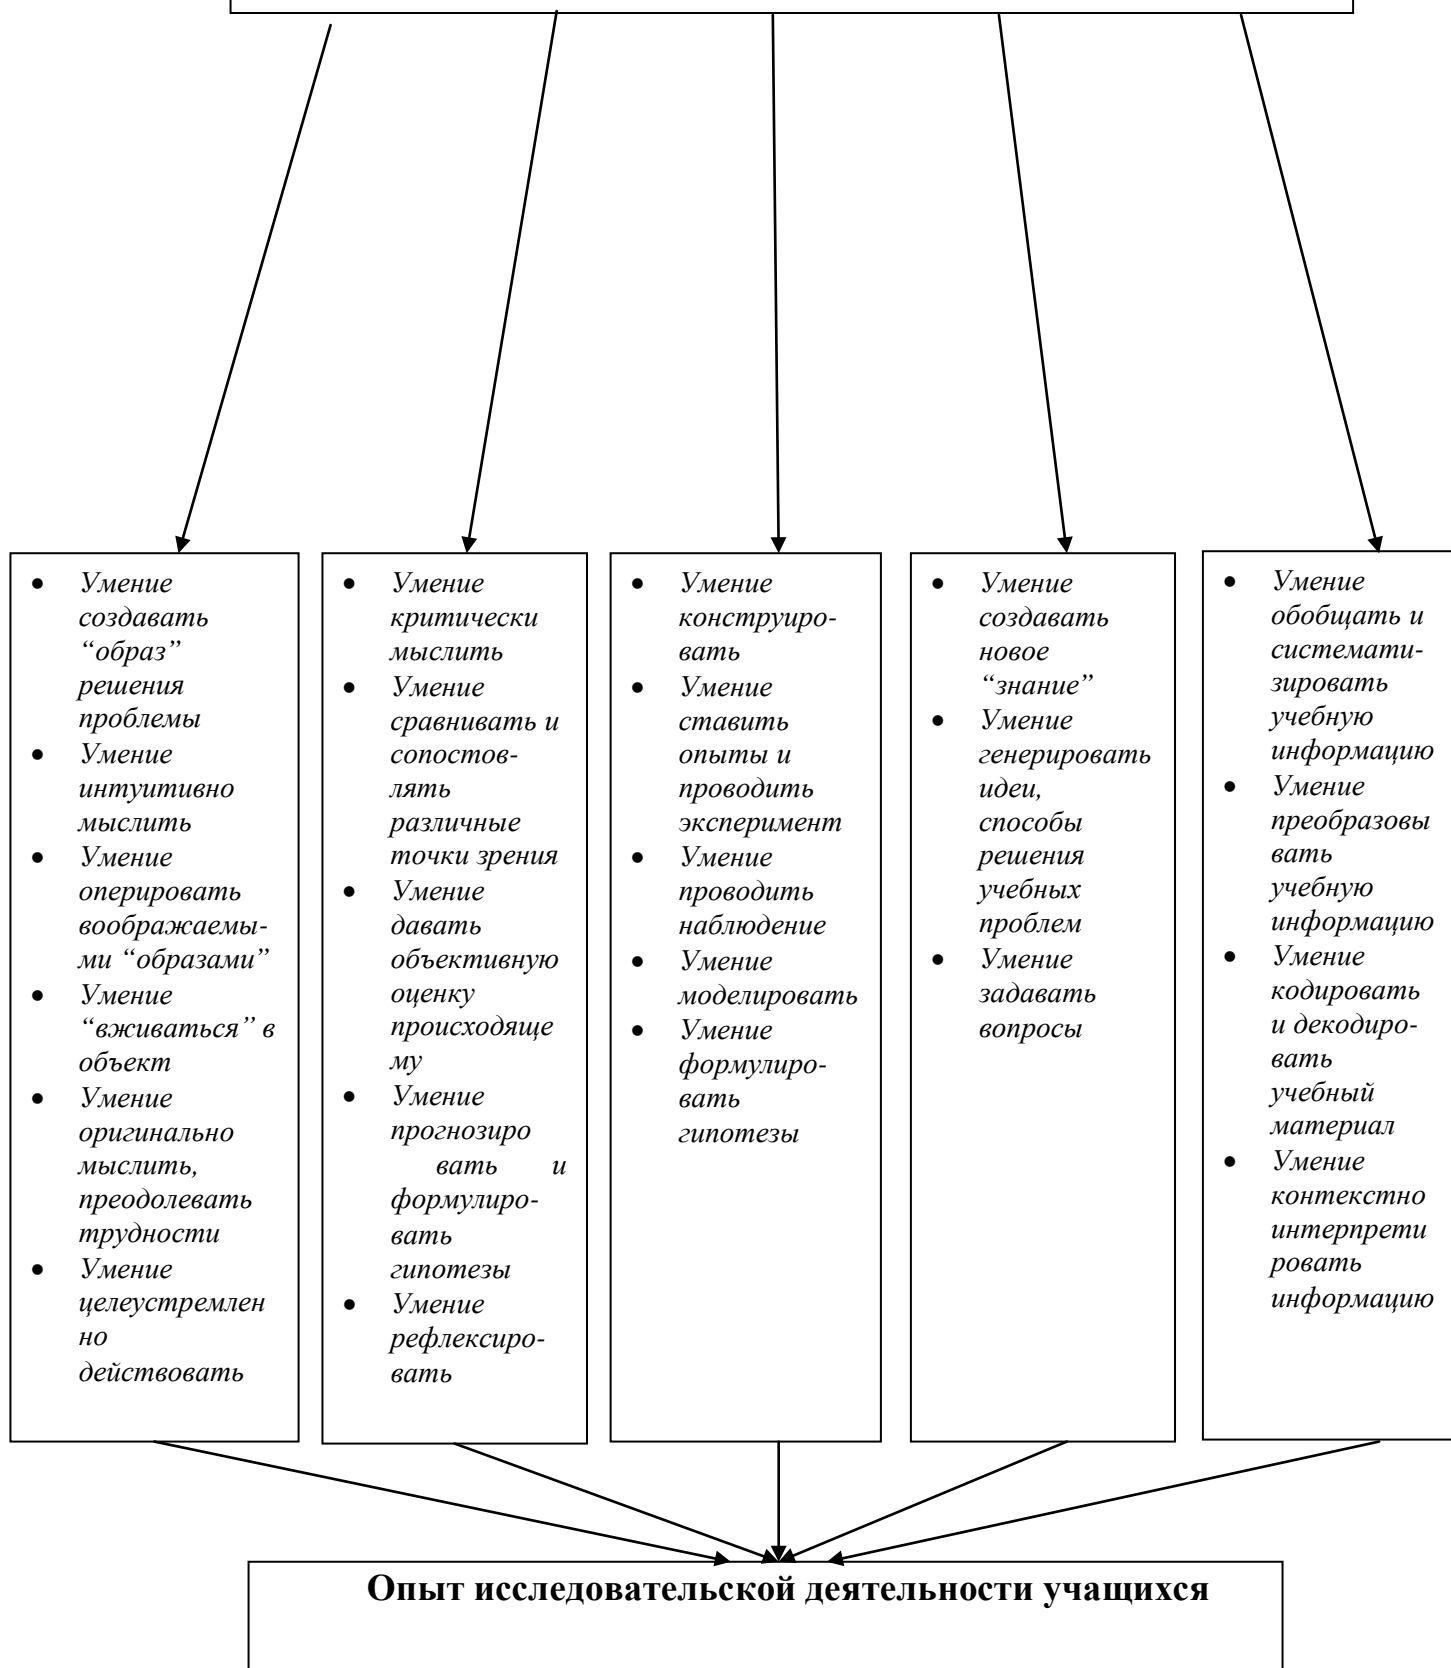 • Умение
создавать
“образ”
решения
проблемы
• Умение
интуитивно
мыслить
• Умение
оперировать
воображаемы-
ми “образами”
• Умение
“вживаться” в
объект
• Умение
оригинально
мыслить,
преодолевать
трудности
• Умение
целеустремлен
но
действовать
• Умение
критически
мыслить
• Умение
сравнивать и
сопостов-
лять
различные
точки зрения
• Умение
давать
объективную
оценку
происходяще
му
• Умение
прогнозиро
вать и
формулиро-
вать
гипотезы
• Умение
рефлексиро-
вать
• Умение
конструиро-
вать
• Умение
ставить
опыты и
проводить
эксперимент
• Умение
проводить
наблюдение
• Умение
моделировать
• Умение
формулиро-
вать
гипотезы
• Умение
создавать
новое
“знание”
• Умение
генерировать
идеи,
способы
решения
учебных
проблем
• Умение
задавать
вопросы
• Умение
обобщать и
системати-
зировать
учебную
информацию
• Умение
преобразовы
вать
учебную
информацию
• Умение
кодировать
и декодиро-
вать
учебный
материал
• Умение
контекстно
интерпрети
ровать
информацию
Опыт исследовательской деятельности учащихся